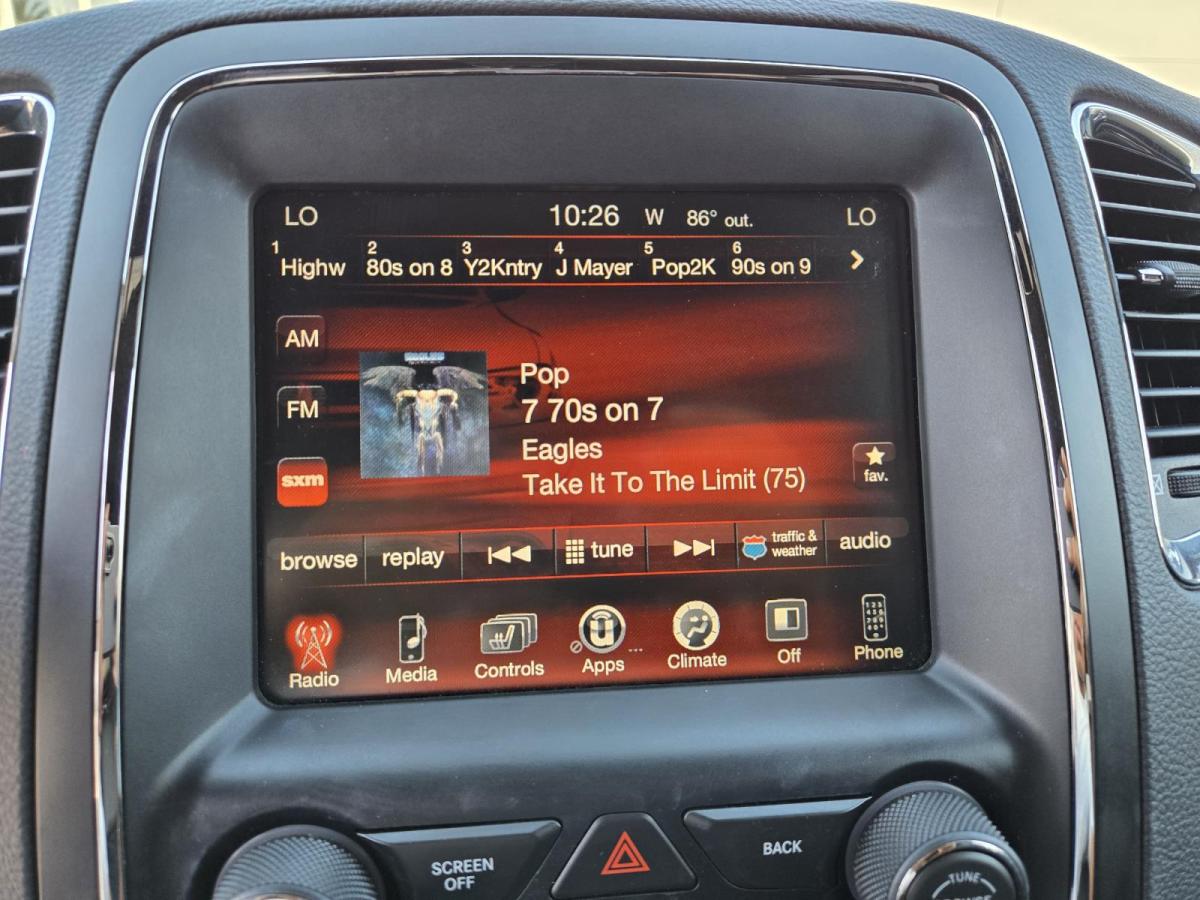 LO 10:26 W 86° out. LO
1 Highw 2 80s on 8 3 Y2Kntry 4 J Mayer 5 Pop2K 6 90s on 9 >
AM
FM
sxm
EAGLES
Pop
7 70s on 7
Eagles
Take It To The Limit (75)
fav.
browse replay tune traffic & weather audio
Radio Media Controls Apps Climate Off Phone
SCREEN
OFF
BACK
TUNE